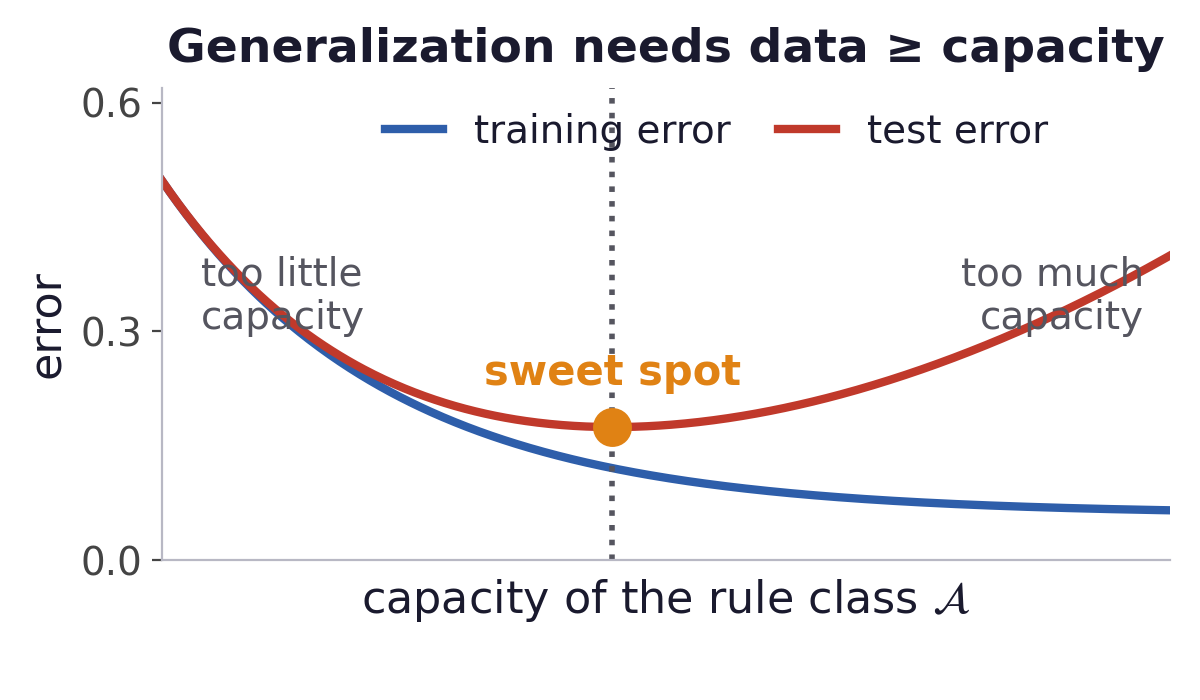 Generalization needs data ≥ capacity
0.6
training error
test error
too little
capacity
too much
capacity
0.3
sweet spot
error
0.0
capacity of the rule class 𝒜